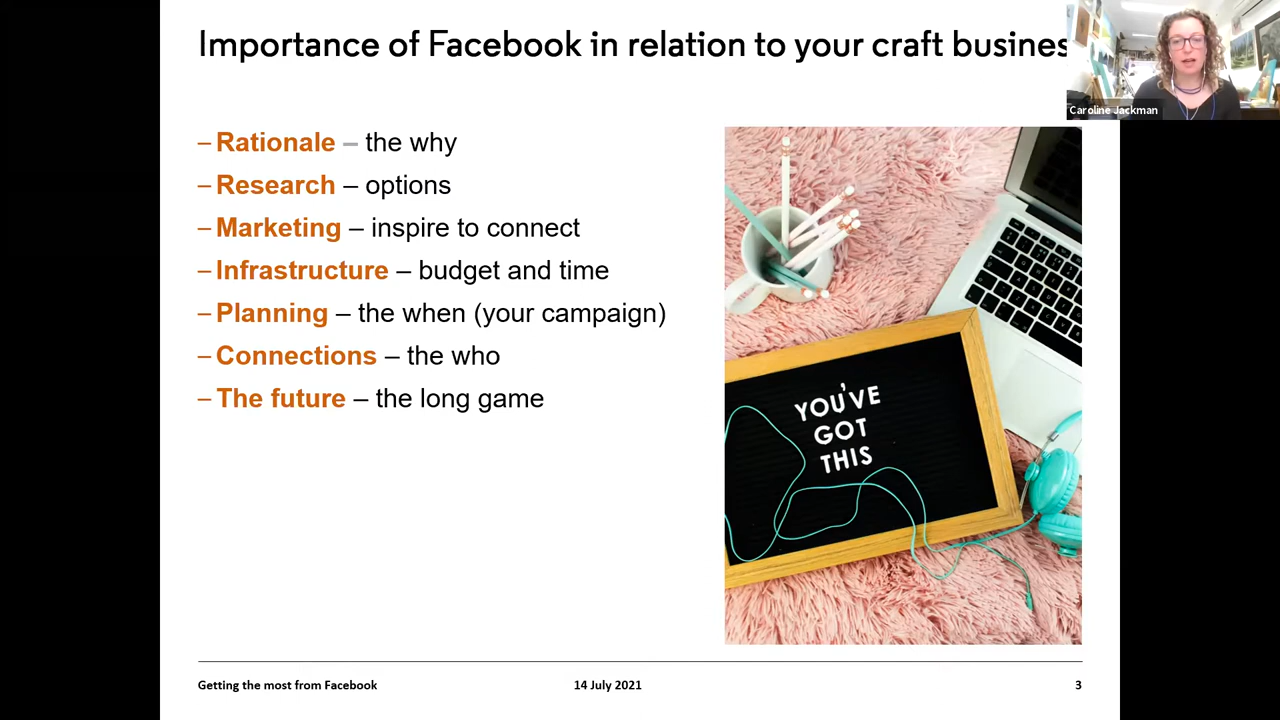 Importance of Facebook in relation to your craft busines
Caroline Jackman
– Rationale – the why
– Research – options
– Marketing – inspire to connect
– Infrastructure – budget and time
– Planning – the when (your campaign)
– Connections – the who
– The future – the long game
YOU'VE
GOT
THIS
Getting the most from Facebook
14 July 2021
3